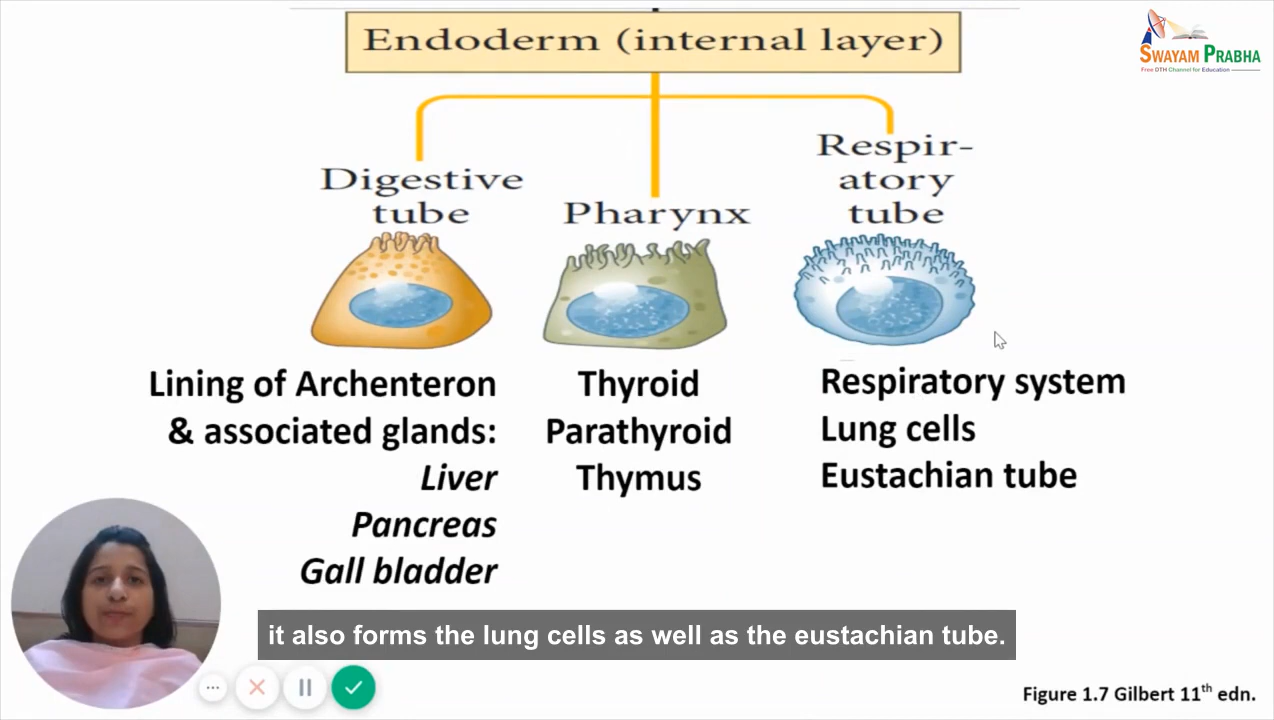 Endoderm (internal layer)
SWAYAM PRABHA
Free DTH Channel for Education
Digestive
tube
Pharynx
Respir-
atory
tube
Lining of Archenteron
& associated glands:
Liver
Pancreas
Gall bladder
Thyroid
Parathyroid
Thymus
Respiratory system
Lung cells
Eustachian tube
it also forms the lung cells as well as the eustachian tube.
Figure 1.7 Gilbert 11th edn.